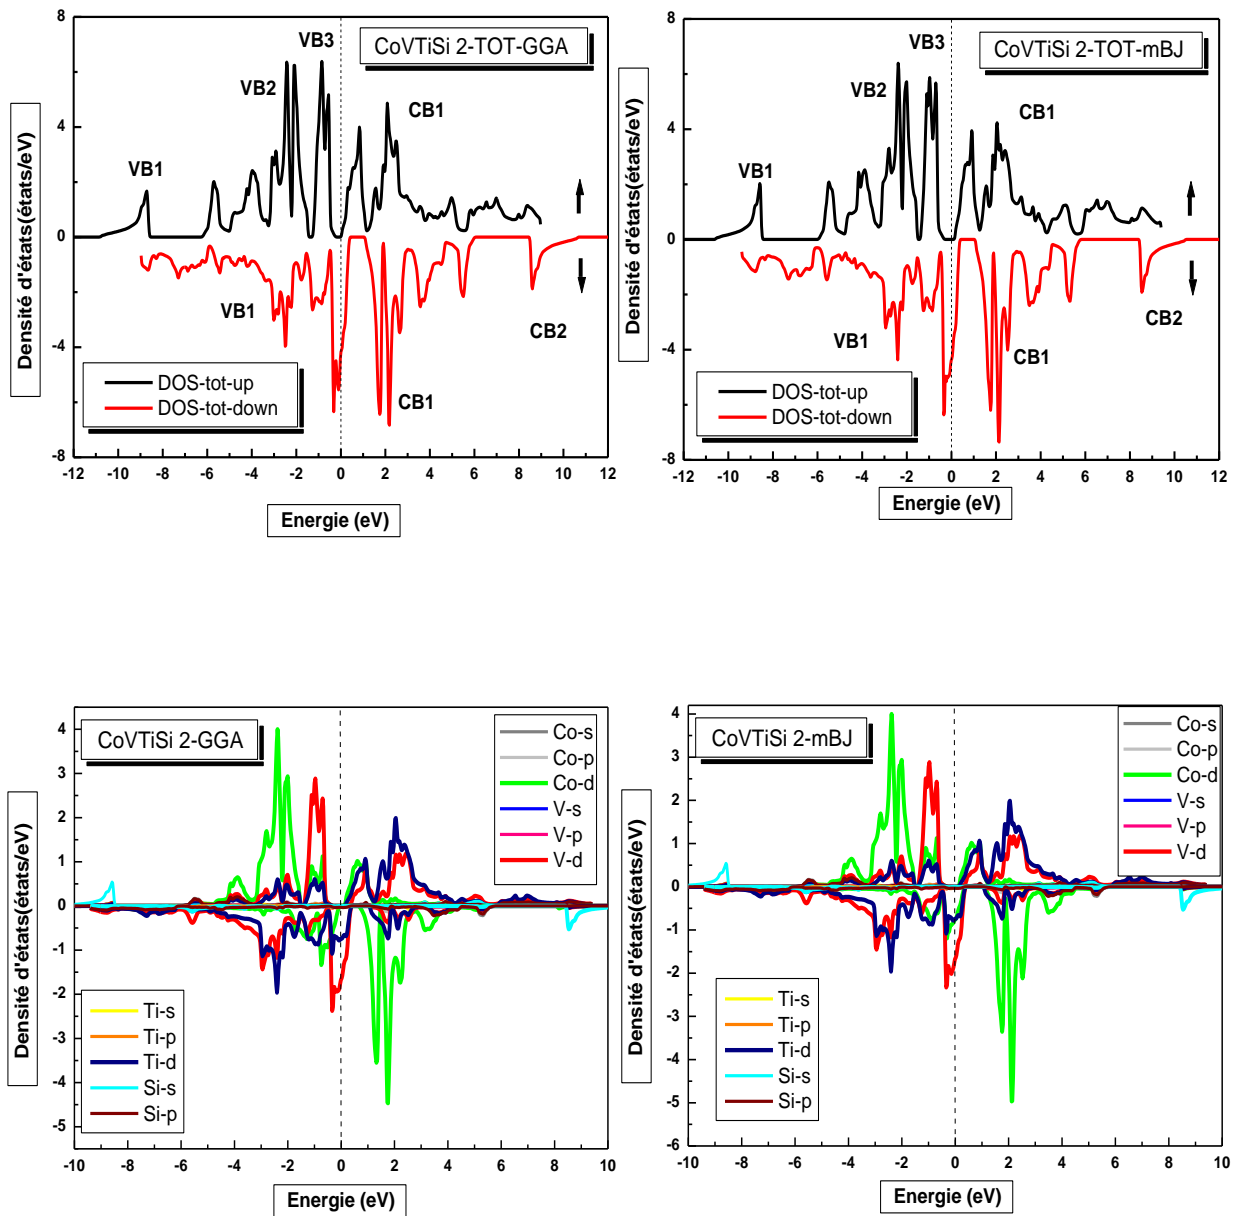 CoVTiSi 2-TOT-GGA
Densité d'états(états/eV)
8
4
0
-4
-8
VB1
VB2
VB3
CB1
VB1
CB1
CB2
DOS-tot-up
DOS-tot-down
-12 -10 -8 -6 -4 -2 0 2 4 6 8 10 12
Energie (eV)
CoVTiSi 2-TOT-mBJ
Densité d'états(états/eV)
8
4
0
-4
-8
VB1
VB2
VB3
CB1
VB1
CB1
CB2
DOS-tot-up
DOS-tot-down
-12 -10 -8 -6 -4 -2 0 2 4 6 8 10 12
Energie (eV)
CoVTiSi 2-GGA
Densité d'états(états/eV)
4
3
2
1
0
-1
-2
-3
-4
-5
Co-s
Co-p
Co-d
V-s
V-p
V-d
Ti-s
Ti-p
Ti-d
Si-s
Si-p
-10 -8 -6 -4 -2 0 2 4 6 8 10
Energie (eV)
CoVTiSi 2-mBJ
Densité d'états(états/eV)
4
3
2
1
0
-1
-2
-3
-4
-5
-6
Co-s
Co-p
Co-d
V-s
V-p
V-d
Ti-s
Ti-p
Ti-d
Si-s
Si-p
-10 -8 -6 -4 -2 0 2 4 6 8 10
Energie (eV)